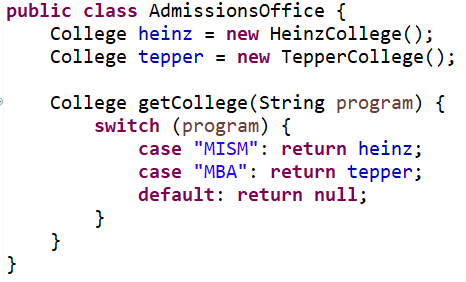 public class AdmissionsOffice {
    College heinz = new HeinzCollege();
    College tepper = new TepperCollege();

    College getCollege(String program) {
        switch (program) {
            case "MISM": return heinz;
            case "MBA": return tepper;
            default: return null;
        }
    }
}